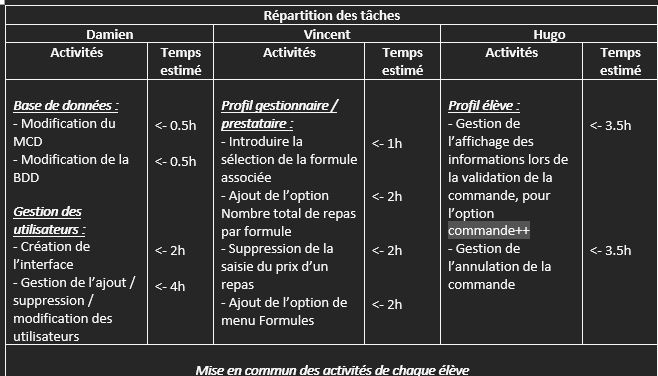 Répartition des tâches
Damien
Vincent
Hugo
Activités
Temps
estimé
Activités
Temps
estimé
Activités
Temps
estimé
Base de données :
- Modification du
MCD
<- 0.5h
- Modification de la
BDD
<- 0.5h
Gestion des
utilisateurs :
- Création de
l’interface
<- 2h
- Gestion de l’ajout /
suppression /
modification des
utilisateurs
<- 4h
Profil gestionnaire /
prestataire :
- Introduire la
sélection de la formule
associée
<- 1h
- Ajout de l’option
Nombre total de repas
par formule
<- 2h
- Suppression de la
saisie du prix d’un
repas
<- 2h
- Ajout de l’option de
menu Formules
<- 2h
Profil élève :
- Gestion de
l’affichage des
informations lors de
la validation de la
commande, pour
l’option
commande++
<- 3.5h
- Gestion de
l’annulation de la
commande
<- 3.5h
Mise en commun des activités de chaque élève